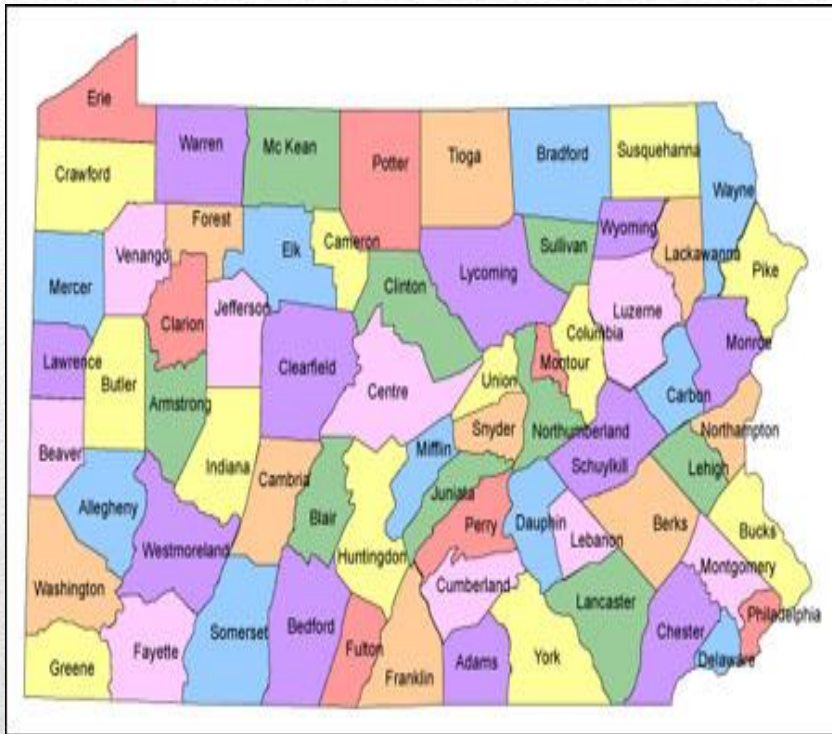 Erie
Warren
Mc Kean
Potter
Tioga
Bradford
Susquehanna
Wayne
Crawford
Forest
Venango
Elk
Cameron
Lycoming
Sullivan
Wyoming
Lackawanna
Pike
Mercer
Clarion
Jefferson
Clinton
Luzerne
Columbia
Monroe
Lawrence
Butler
Armstrong
Clearfield
Centre
Union
Montour
Carbon
Beaver
Indiana
Cambria
Mifflin
Snyder
Northumberland
Northampton
Allegheny
Blair
Juniata
Schuylkill
Lehigh
Westmoreland
Huntingdon
Perry
Dauphin
Lebanon
Berks
Bucks
Washington
Cumberland
Montgomery
Lancaster
Philadelphia
Greene
Fayette
Somerset
Bedford
Fulton
Franklin
Adams
York
Chester
Delaware